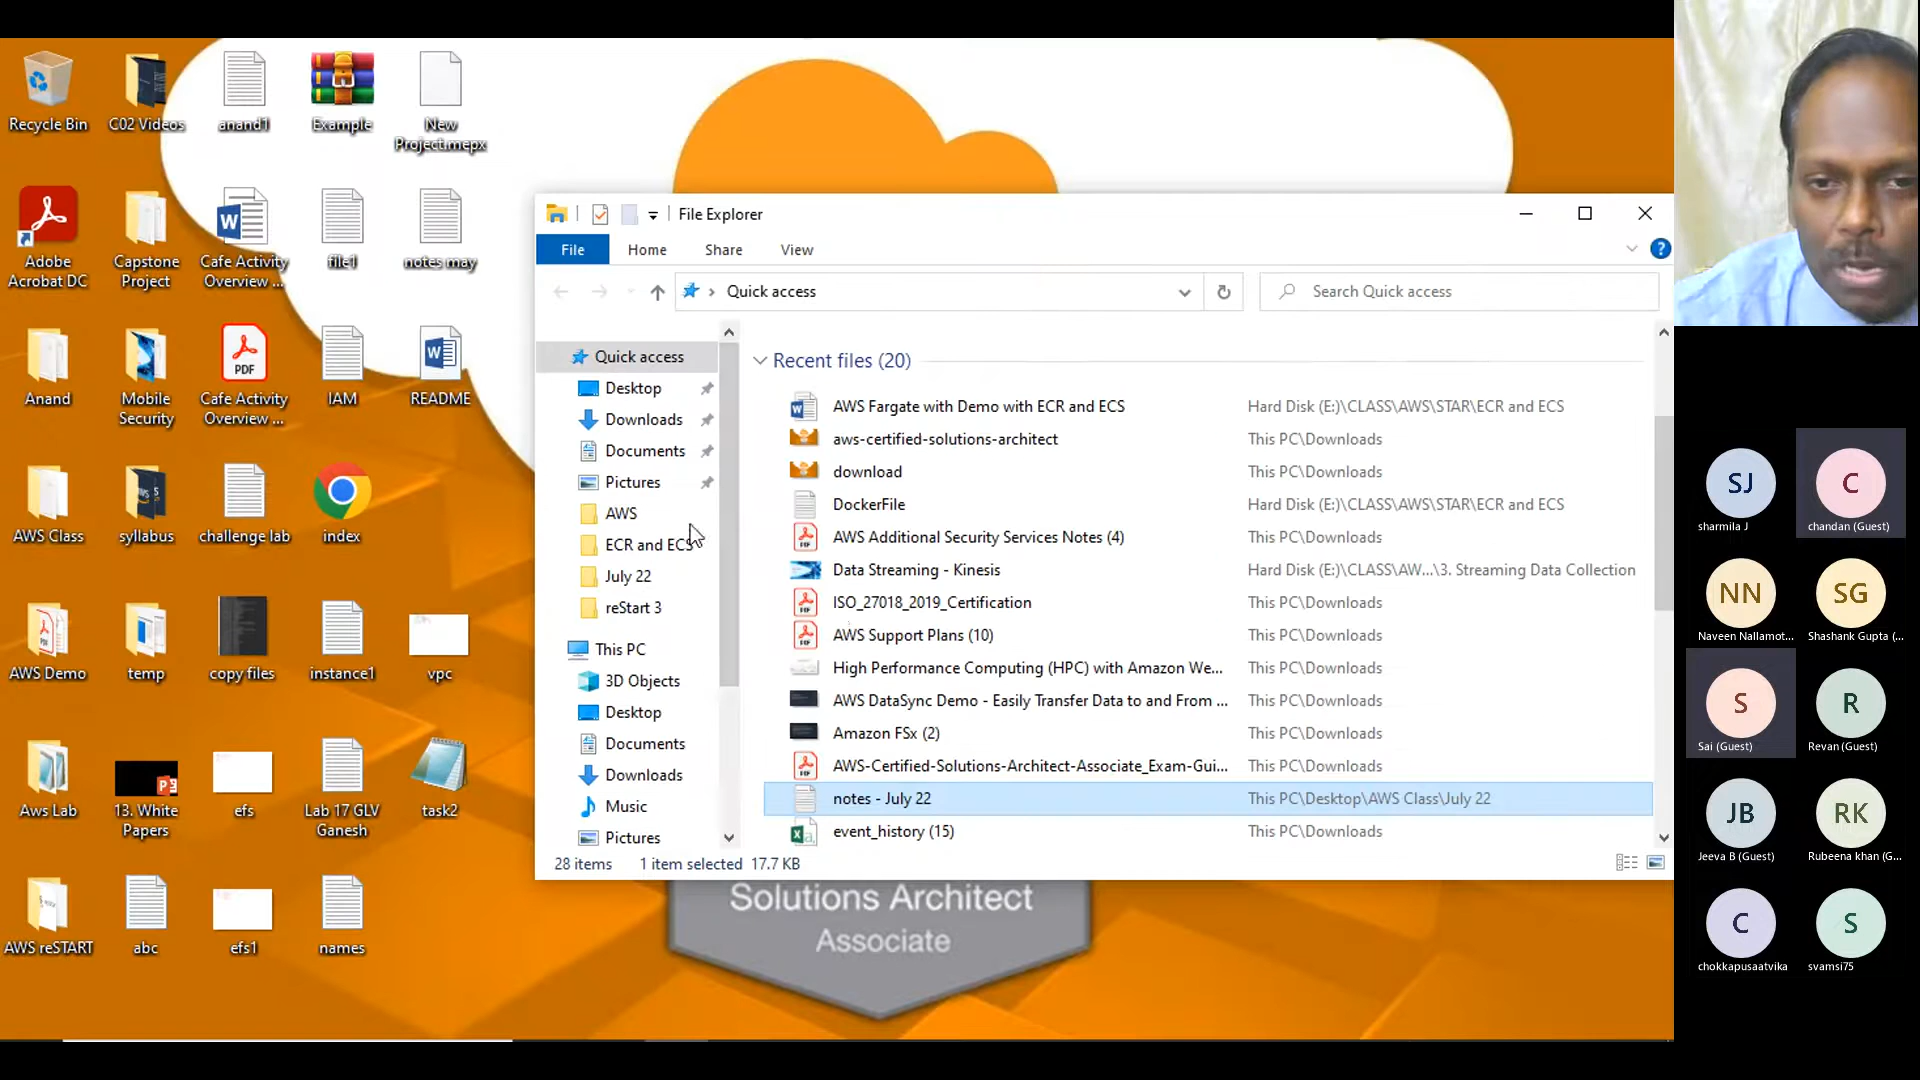 Recycle Bin
C02 Videos
anand1
Example
New
Project.mepx
Adobe
Acrobat DC
Capstone
Project
Cafe Activity
Overview ...
file1
notes may
Anand
Mobile
Security
PDF
Cafe Activity
Overview ...
IAM
README
AWS Class
syllabus
challenge lab
index
AWS Demo
temp
copy files
instance1
vpc
Aws Lab
13. White
Papers
efs
Lab 17 GLV
Ganesh
task2
AWS reSTART
abc
efs1
names
File Explorer
File
Home
Share
View
Quick access
Search Quick access
Quick access
Desktop
Downloads
Documents
Pictures
AWS
ECR and ECS
July 22
reStart 3
This PC
3D Objects
Desktop
Documents
Downloads
Music
Pictures
Recent files (20)
AWS Fargate with Demo with ECR and ECS Hard Disk (E:)\CLASS\AWS\STAR\ECR and ECS
aws-certified-solutions-architect This PC\Downloads
download This PC\Downloads
DockerFile Hard Disk (E:)\CLASS\AWS\STAR\ECR and ECS
AWS Additional Security Services Notes (4) This PC\Downloads
Data Streaming - Kinesis Hard Disk (E:)\CLASS\AW...\3. Streaming Data Collection
ISO_27018_2019_Certification This PC\Downloads
AWS Support Plans (10) This PC\Downloads
High Performance Computing (HPC) with Amazon We... This PC\Downloads
AWS DataSync Demo - Easily Transfer Data to and From ... This PC\Downloads
Amazon FSx (2) This PC\Downloads
AWS-Certified-Solutions-Architect-Associate_Exam-Gui... This PC\Downloads
notes - July 22 This PC\Desktop\AWS Class\July 22
event_history (15) This PC\Downloads
28 items 1 item selected 17.7 KB
Solutions Architect
Associate
SJ
sharmila J
C
chandan (Guest)
NN
Naveen Nallamot...
SG
Shashank Gupta (...
S
Sai (Guest)
R
Revan (Guest)
JB
Jeeva B (Guest)
RK
Rubeena khan (G...
C
chokkapusaatvika
S
svamsi75